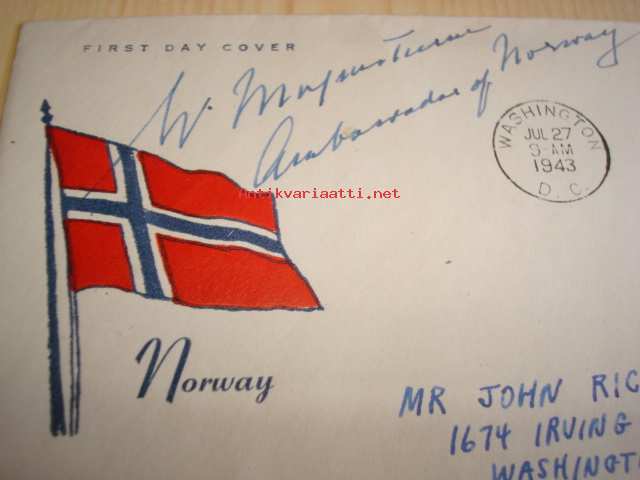 FIRST DAY COVER
W. Morgenstierne
Ambassador of Norway
WASHINGTON
JUL 27
9-AM
1943
D. C.
antikvariaatti.net
Norway
MR JOHN RIC
1674 IRVING
WASHINGT